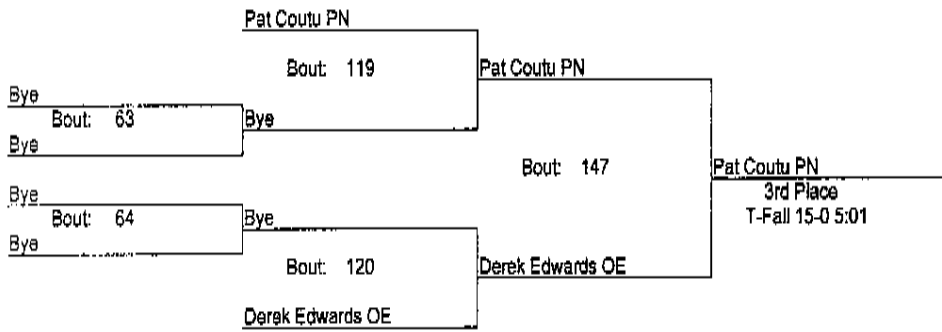 Pat Coutu PN
Bout: 119
Pat Coutu PN
Bye
Bout: 63
Bye
Bye
Bout: 147
Pat Coutu PN
3rd Place
T-Fall 15-0 5:01
Bye
Bout: 64
Bye
Bye
Bout: 120
Derek Edwards OE
Derek Edwards OE